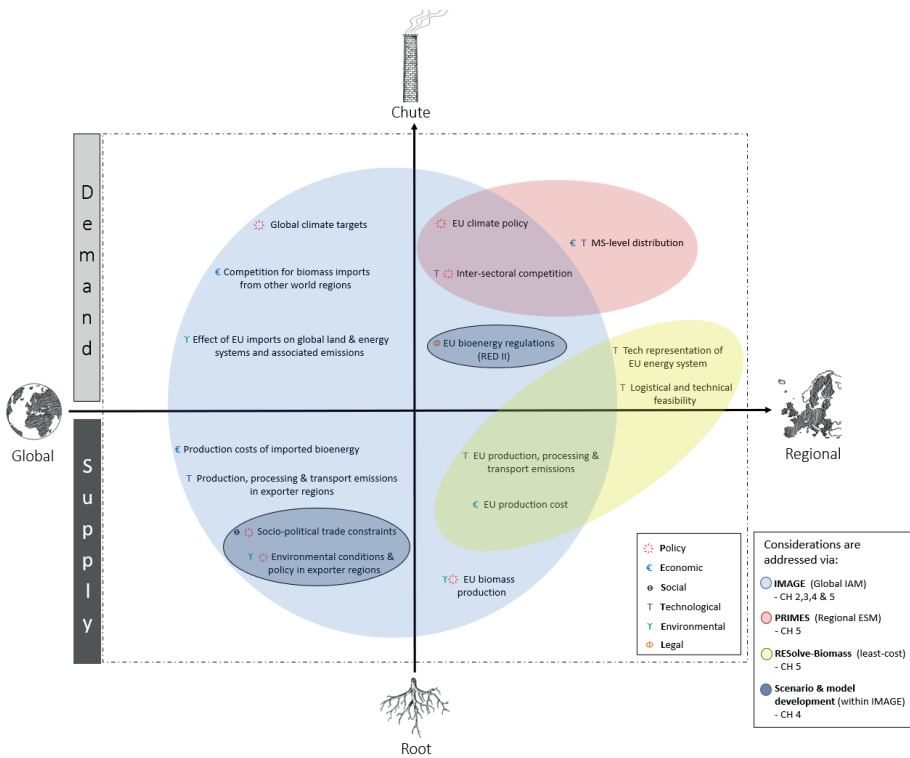 Chute
Demand
Global climate targets
EU climate policy
€ T MS-level distribution
€ Competition for biomass imports
from other world regions
T Inter-sectoral competition
ϒ Effect of EU imports on global land & energy
systems and associated emissions
Φ EU bioenergy regulations
(RED II)
T Tech representation of
EU energy system
T Logistical and technical
feasibility
Global
Regional
Supply
€ Production costs of imported bioenergy
T Production, processing & transport emissions
in exporter regions
T EU production, processing &
transport emissions
€ EU production cost
ɵ Socio-political trade constraints
ϒ Environmental conditions &
policy in exporter regions
ϒ EU biomass
production
Policy
€ Economic
ɵ Social
T Technological
ϒ Environmental
Φ Legal
Considerations are
addressed via:
IMAGE (Global IAM)
- CH 2,3,4 & 5
PRIMES (Regional ESM)
- CH 5
RESolve-Biomass (least-cost)
- CH 5
Scenario & model
development (within IMAGE)
- CH 4
Root